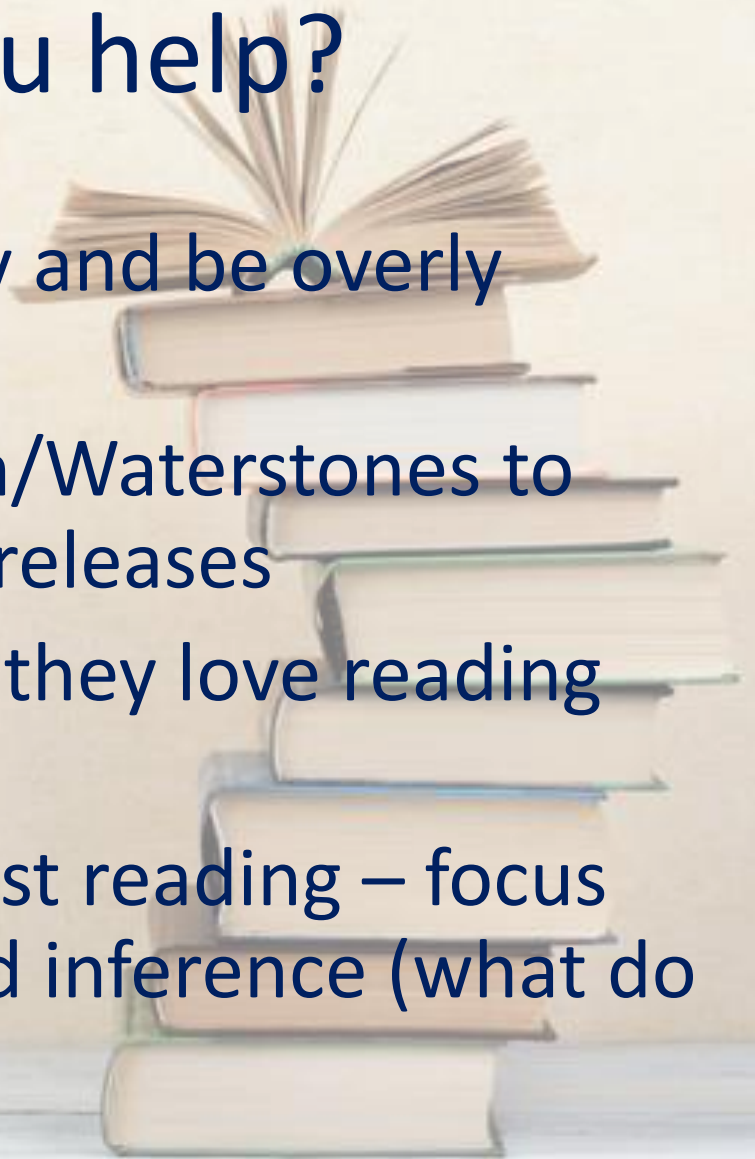 u help?
y and be overly
/Waterstones to
releases
they love reading
st reading – focus
d inference (what do